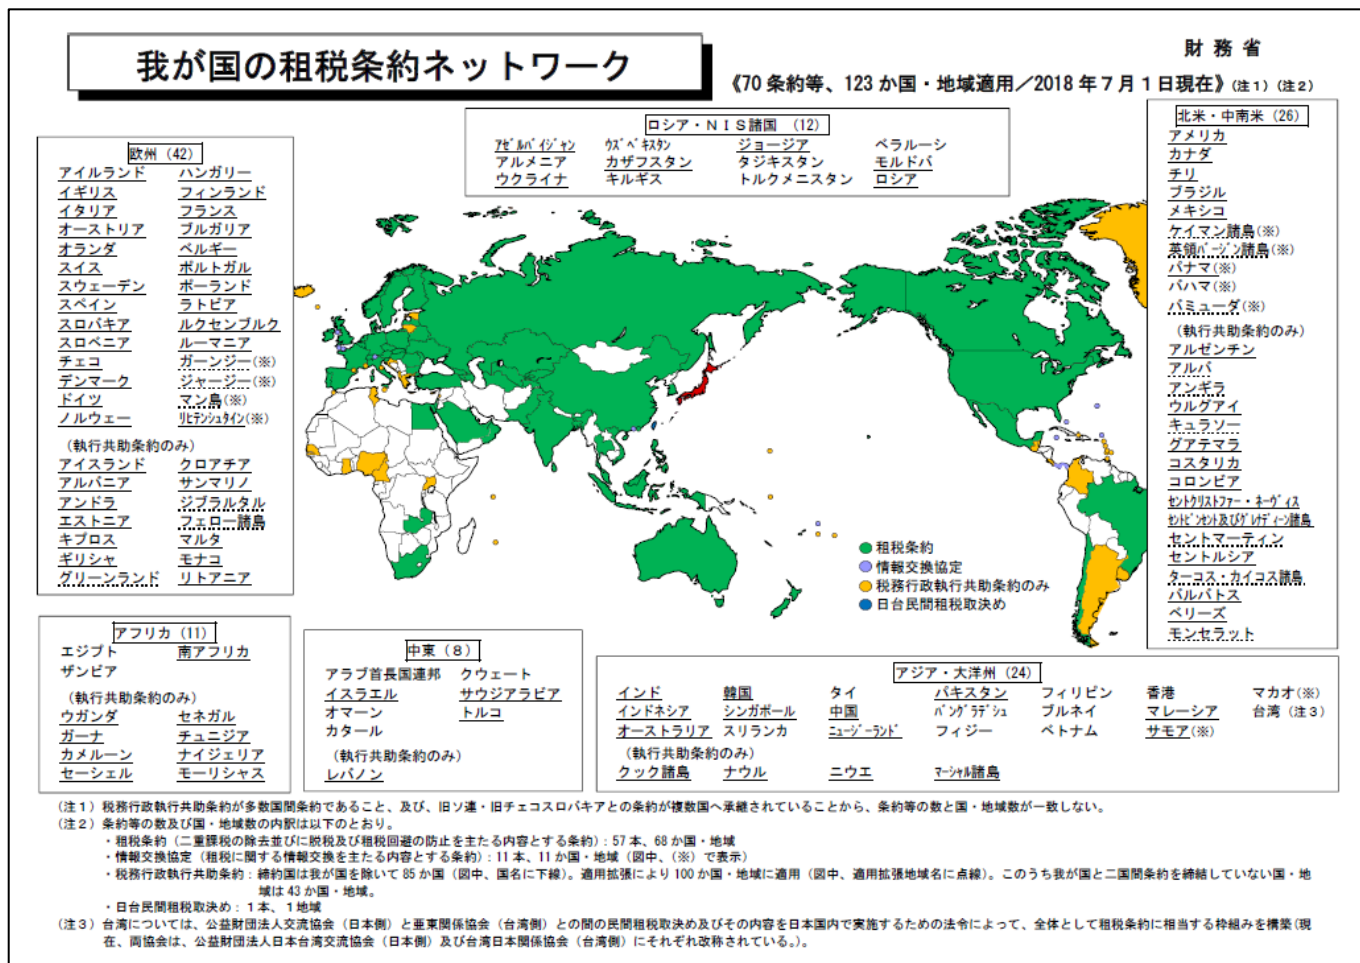 我が国の租税条約ネットワーク
財務省
《70条約等、123か国・地域適用/2018年7月1日現在》(注1)(注2)
ロシア・NIS諸国 (12)
アゼルバイジャン ウズベキスタン ジョージア ベラルーシ
アルメニア カザフスタン タジキスタン モルドバ
ウクライナ キルギス トルクメニスタン ロシア
欧州 (42)
アイルランド ハンガリー
イギリス フィンランド
イタリア フランス
オーストリア ブルガリア
オランダ ベルギー
スイス ポルトガル
スウェーデン ポーランド
スペイン ラトビア
スロバキア ルクセンブルク
スロベニア ルーマニア
チェコ ガーンジー(※)
デンマーク ジャージー(※)
ドイツ マン島(※)
ノルウェー リヒテンシュタイン(※)
(執行共助条約のみ)
アイスランド クロアチア
アルバニア サンマリノ
アンドラ ジブラルタル
エストニア フェロー諸島
キプロス マルタ
ギリシャ モナコ
グリーンランド リトアニア
北米・中南米 (26)
アメリカ
カナダ
チリ
ブラジル
メキシコ
ケイマン諸島(※)
英領バージン諸島(※)
パナマ(※)
バハマ(※)
バミューダ(※)
(執行共助条約のみ)
アルゼンチン
アルバ
アンギラ
ウルグアイ
キュラソー
グアテマラ
コスタリカ
コロンビア
セントクリストファー・ネーヴィス
セントビンセント及びグレナディーン諸島
セントマーティン
セントルシア
タークス・カイコス諸島
バルバドス
ベリーズ
モンセラット
租税条約
情報交換協定
税務行政執行共助条約のみ
日台民間租税取決め
アフリカ (11)
エジプト 南アフリカ
ザンビア
(執行共助条約のみ)
ウガンダ セネガル
ガーナ チュニジア
カメルーン ナイジェリア
セーシェル モーリシャス
中東 (8)
アラブ首長国連邦 クウェート
イスラエル サウジアラビア
オマーン トルコ
カタール
(執行共助条約のみ)
レバノン
アジア・大洋州 (24)
インド 韓国 タイ パキスタン フィリピン 香港 マカオ(※)
インドネシア シンガポール 中国 バングラデシュ ブルネイ マレーシア 台湾 (注3)
オーストラリア スリランカ ニュージーランド フィジー ベトナム サモア(※)
(執行共助条約のみ)
クック諸島 ナウル ニウエ マーシャル諸島
(注1)税務行政執行共助条約が多数国間条約であること、及び、旧ソ連・旧チェコスロバキアとの条約が複数国へ承継されていることから、条約等の数と国・地域数が一致しない。
(注2)条約等の数及び国・地域数の内訳は以下のとおり。
・租税条約(二重課税の除去並びに脱税及び租税回避の防止を主たる内容とする条約):57本、68か国・地域
・情報交換協定(租税に関する情報交換を主たる内容とする条約):11本、11か国・地域(図中、(※)で表示)
・税務行政執行共助条約:締約国は我が国を除いて85か国(図中、国名に下線)。適用拡張により100か国・地域に適用(図中、適用拡張地域名に点線)。このうち我が国と二国間条約を締結していない国・地
域は43か国・地域。
・日台民間租税取決め:1本、1地域
(注3)台湾については、公益財団法人交流協会(日本側)と亜東関係協会(台湾側)との間の民間租税取決め及びその内容を日本国内で実施するための法令によって、全体として租税条約に相当する枠組みを構築(現
在、両協会は、公益財団法人日本台湾交流協会(日本側)及び台湾日本関係協会(台湾側)にそれぞれ改称されている。)。